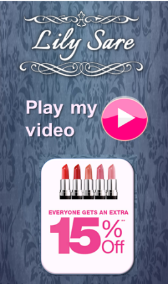 Lily Sare
Play my
video
EVERYONE GETS AN EXTRA
15%**
Off